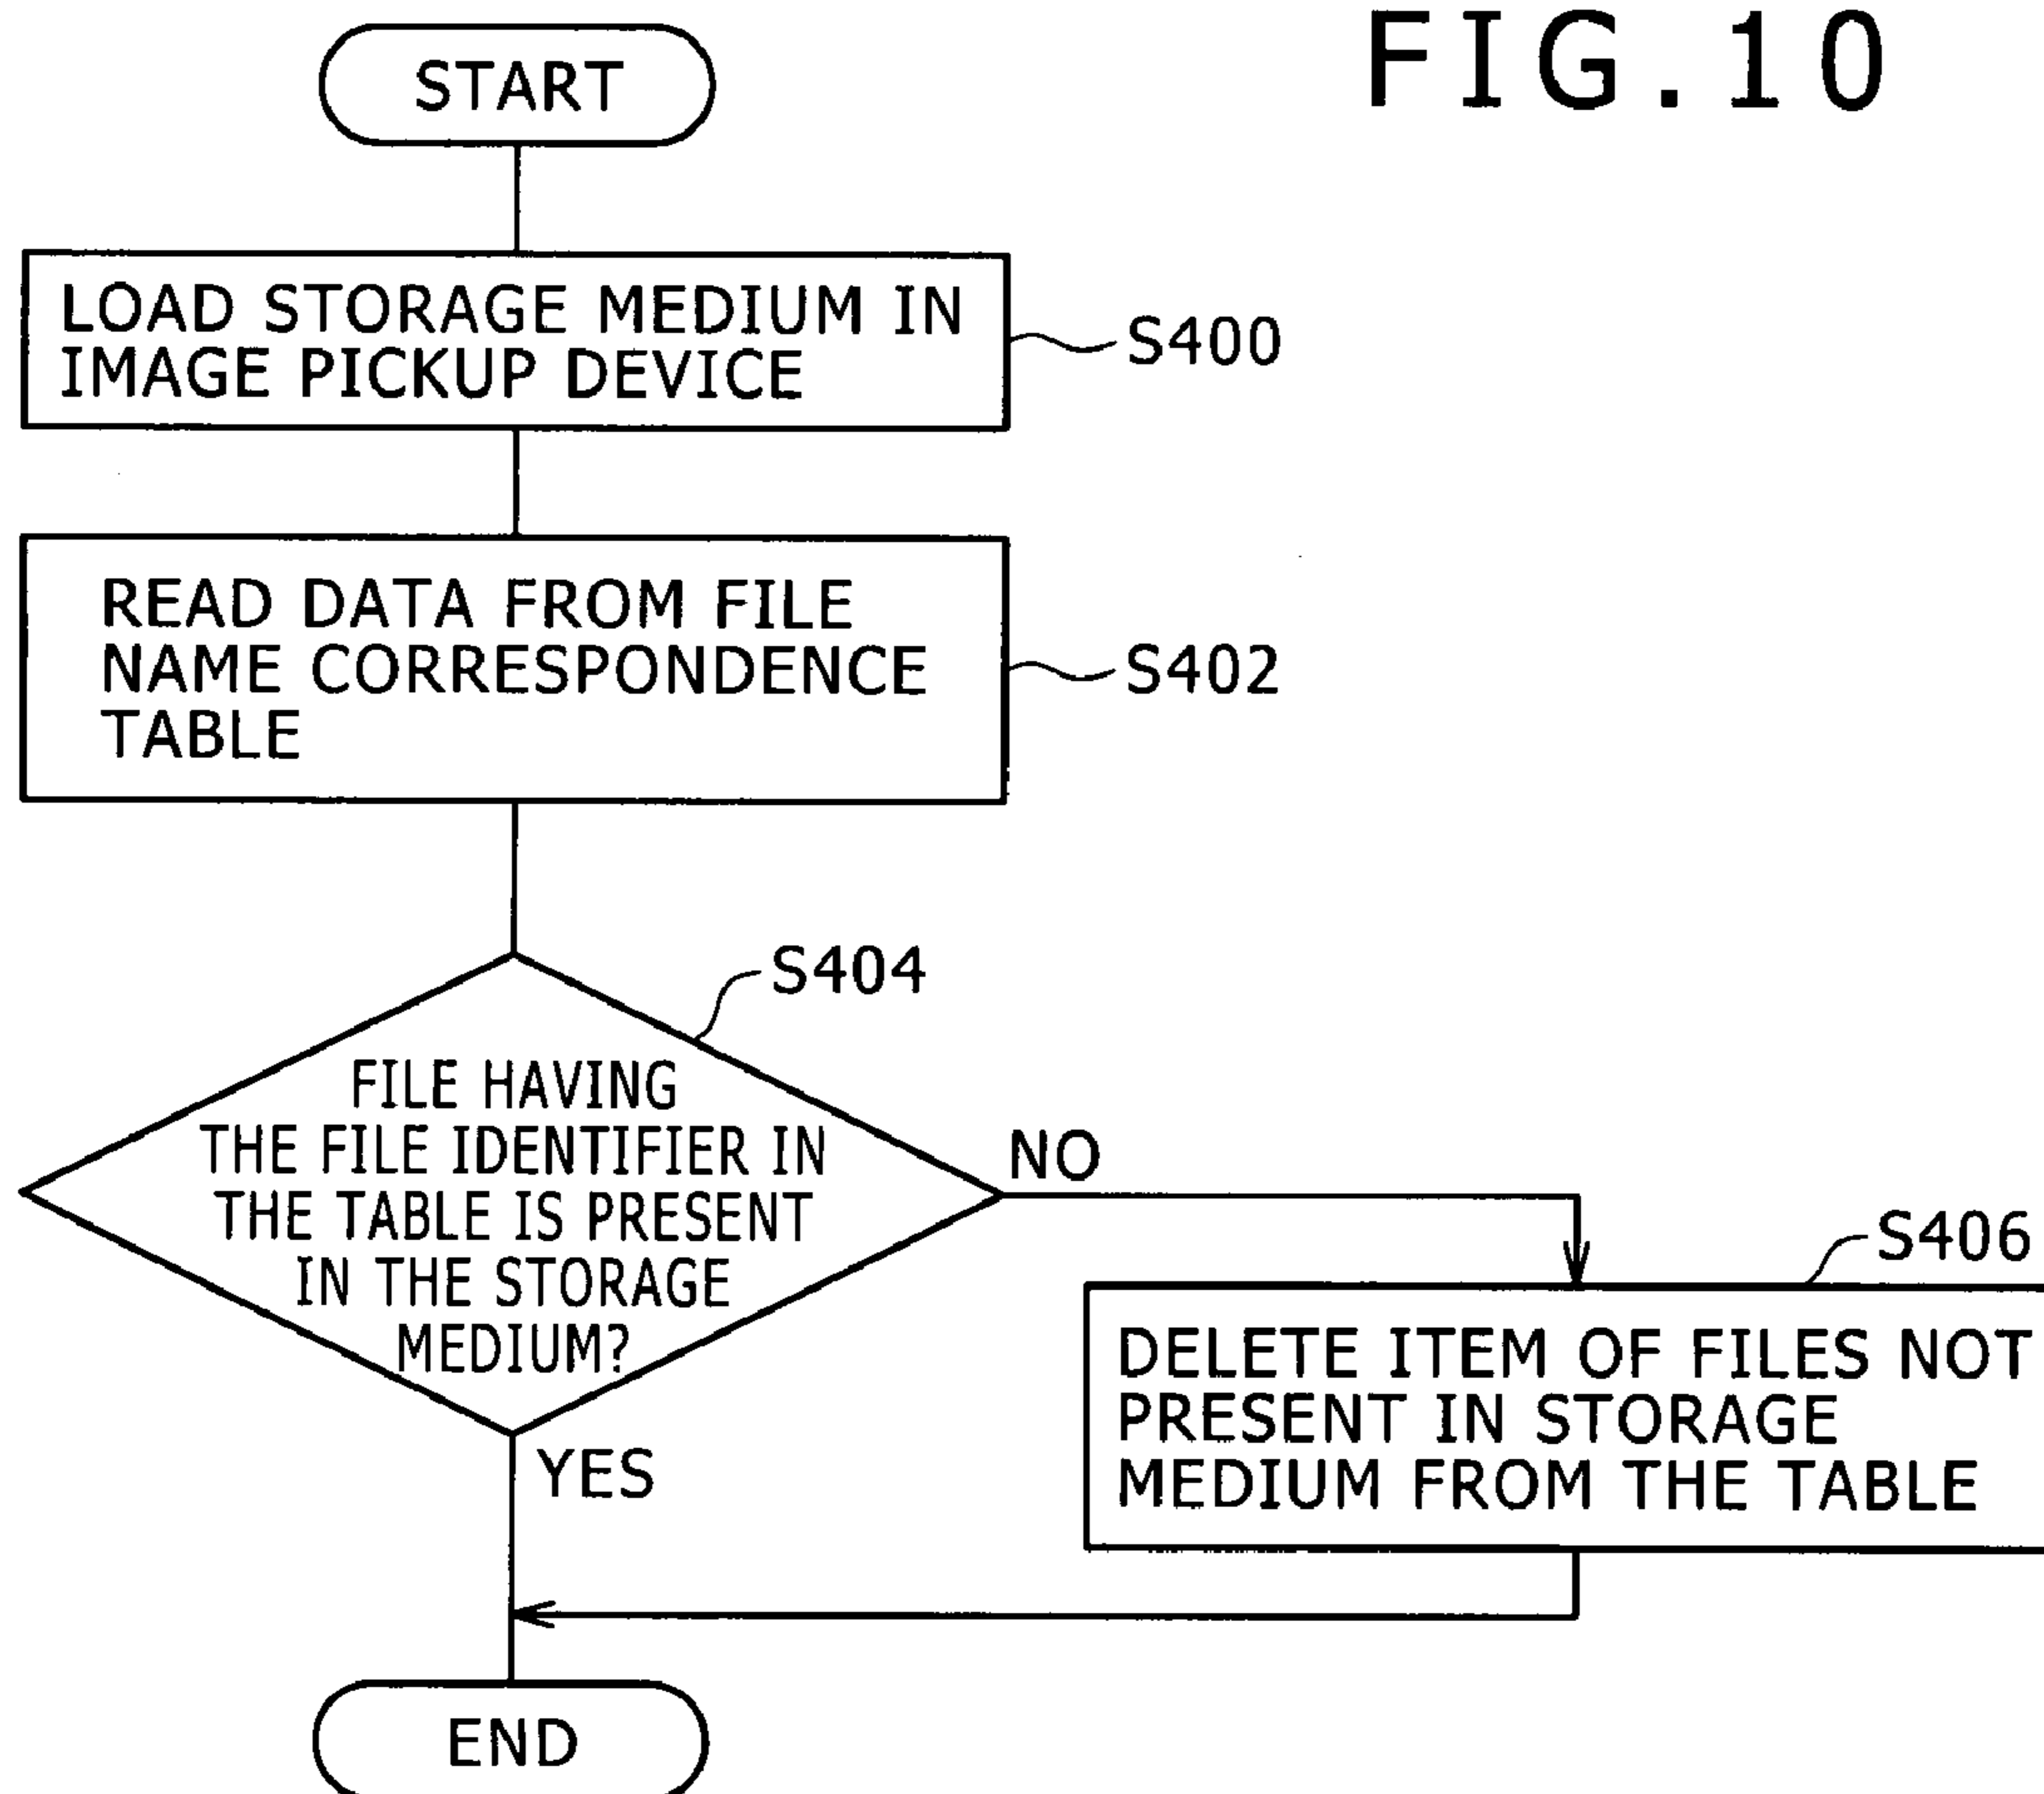 FIG.10
START
LOAD STORAGE MEDIUM IN
IMAGE PICKUP DEVICE
S400
READ DATA FROM FILE
NAME CORRESPONDENCE
TABLE
S402
S404
FILE HAVING
THE FILE IDENTIFIER IN
THE TABLE IS PRESENT
IN THE STORAGE
MEDIUM?
NO
YES
S406
DELETE ITEM OF FILES NOT
PRESENT IN STORAGE
MEDIUM FROM THE TABLE
END